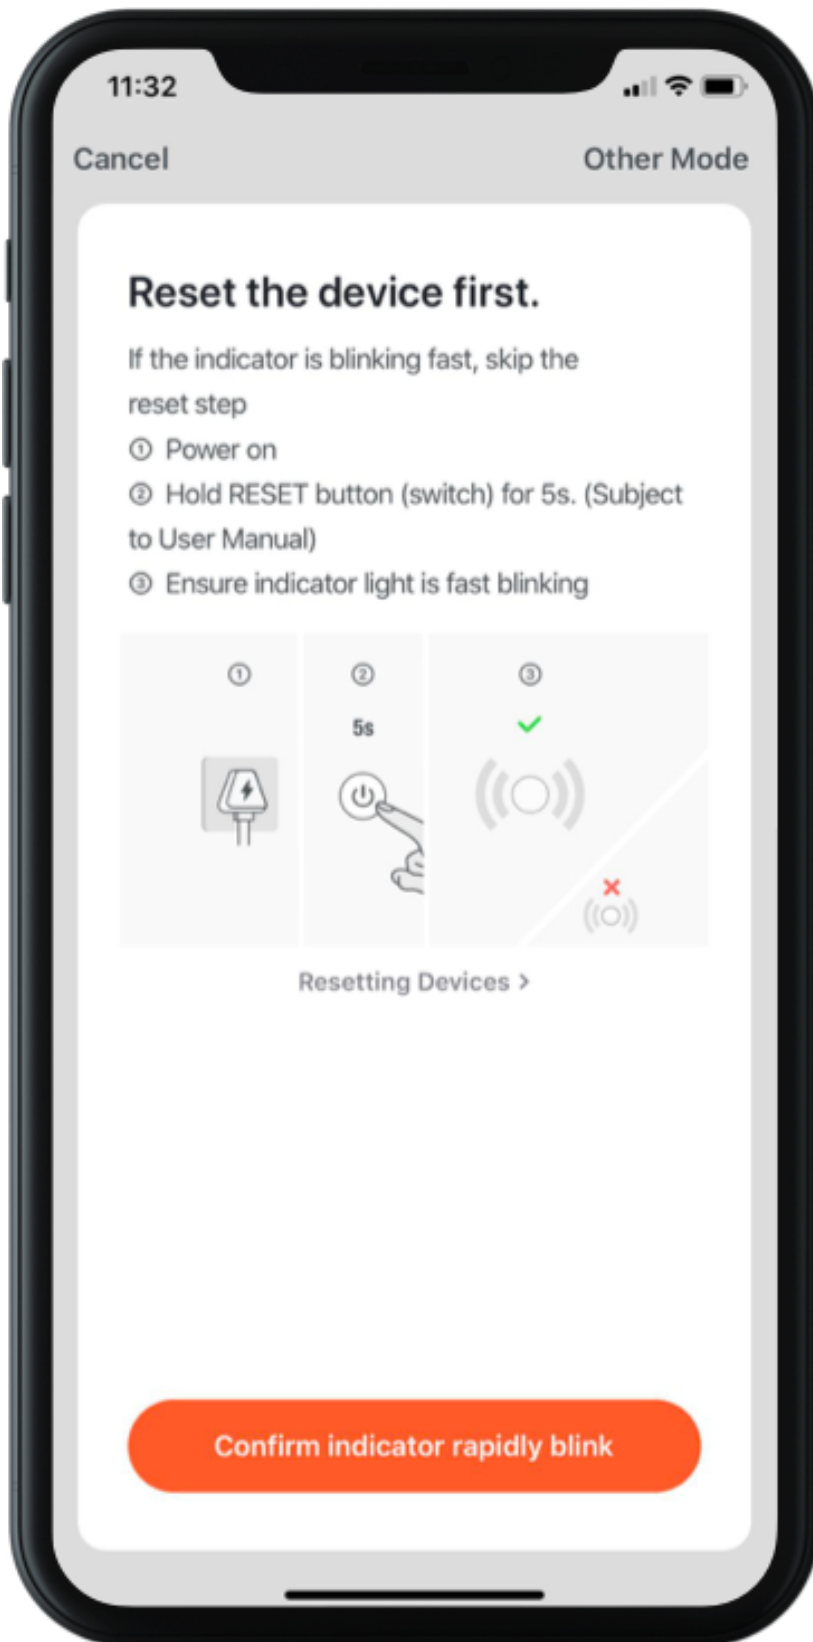 11:32
Cancel
Other Mode
Reset the device first.
If the indicator is blinking fast, skip the
reset step
① Power on
② Hold RESET button (switch) for 5s. (Subject
to User Manual)
③ Ensure indicator light is fast blinking
① ② ③
5s
Resetting Devices >
Confirm indicator rapidly blink